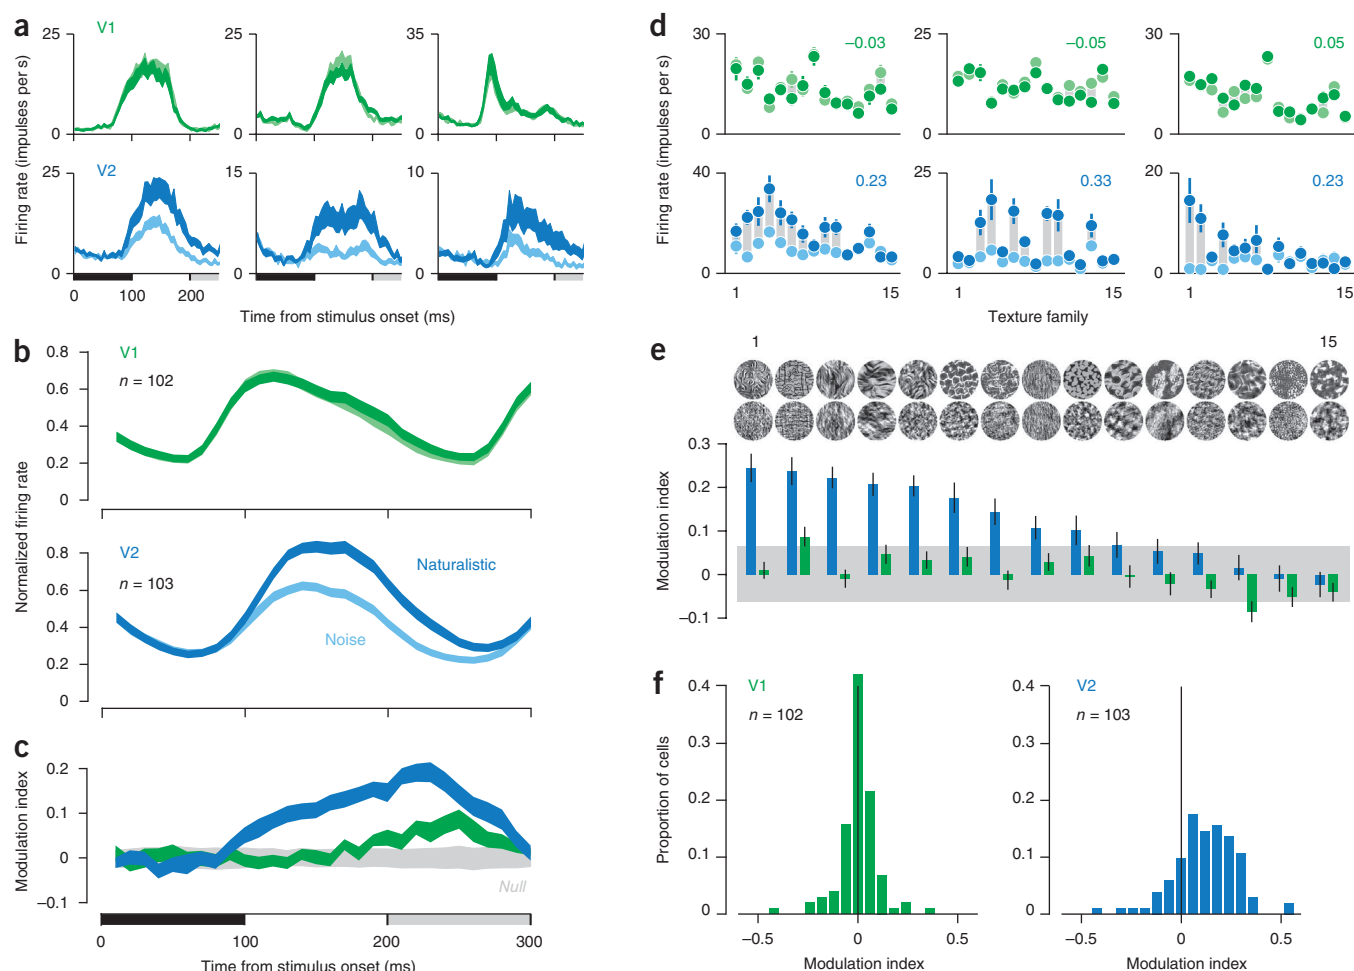 a
V1
25
0
25
0
35
0
V2
25
0
15
0
10
0
Firing rate (impulses per s)
0
100
200
Time from stimulus onset (ms)
b
V1
n = 102
0.8
0.6
0.4
0.2
0
V2
n = 103
0.8
0.6
0.4
0.2
0
Naturalistic
Noise
Normalized firing rate
c
0.2
0.1
0
–0.1
Modulation index
Null
0
100
200
300
Time from stimulus onset (ms)
d
30
0
–0.03
25
0
–0.05
30
0
0.05
40
0
0.23
25
0
0.33
20
0
0.23
Firing rate (impulses per s)
1
15
1
15
1
15
Texture family
e
1
15
0.3
0.2
0.1
0
–0.1
Modulation index
f
V1
n = 102
0.4
0.3
0.2
0.1
0
Proportion of cells
–0.5
0
0.5
Modulation index
V2
n = 103
0.4
0.3
0.2
0.1
0
–0.5
0
0.5
Modulation index